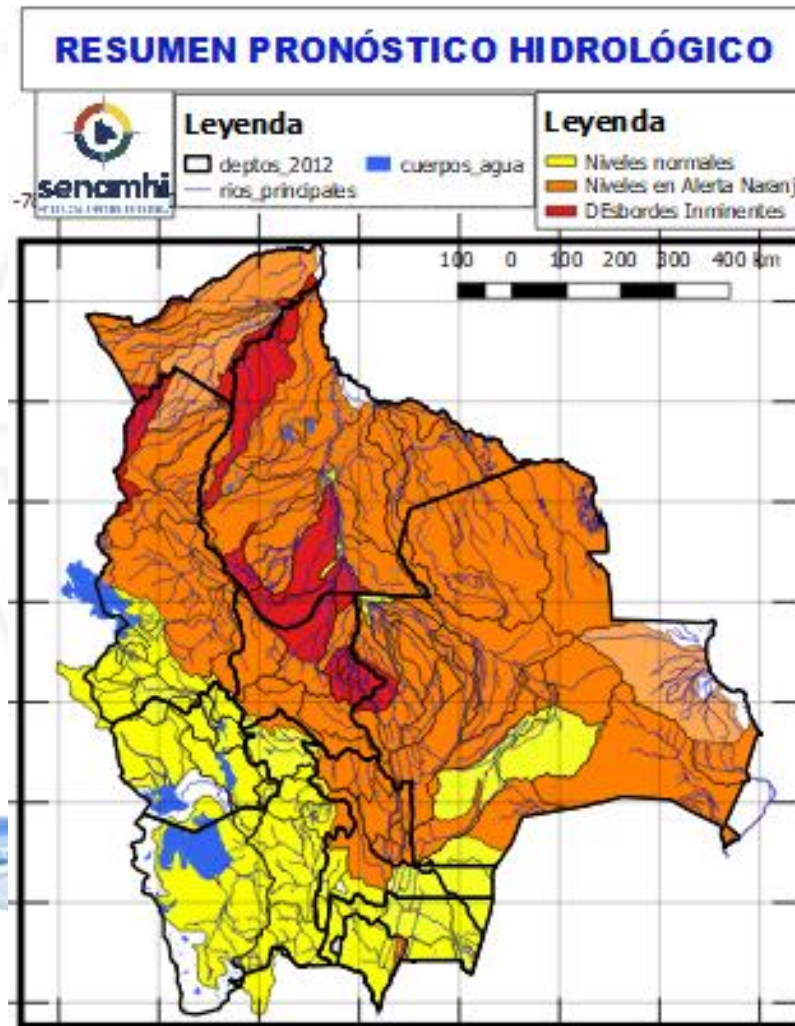 RESUMEN PRONÓSTICO HIDROLÓGICO
senamhi
Leyenda
deptos_2012
cuerpos_agua
rios_principales
Leyenda
Niveles normales
Niveles en Alerta Naranj
DEsbordes Inminentes
100 0 100 200 300 400 km